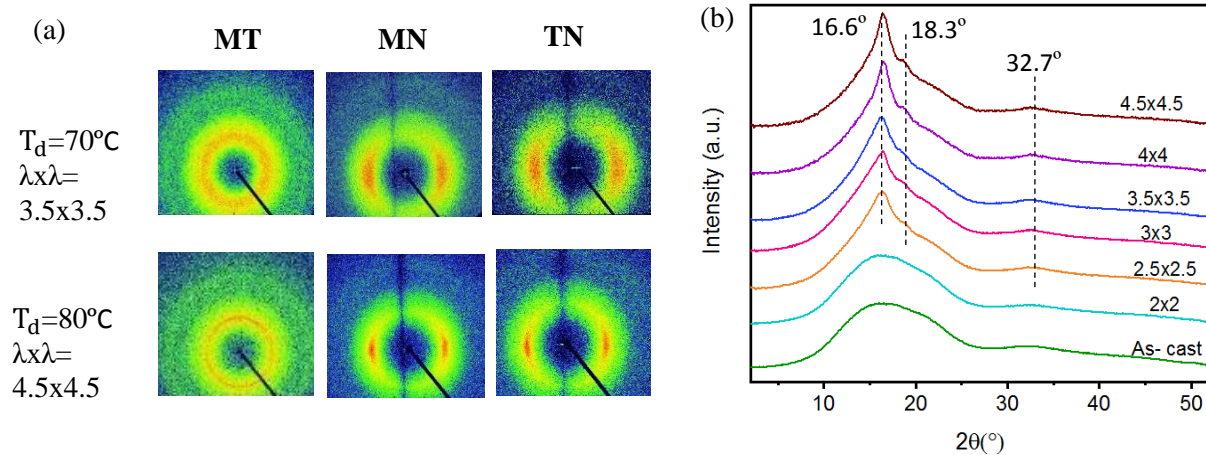 (a)
MT
MN
TN
T_d=70ºC
λxλ=
3.5x3.5
T_d=80ºC
λxλ=
4.5x4.5
(b)
16.6º
18.3º
32.7º
4.5x4.5
4x4
3.5x3.5
3x3
2.5x2.5
2x2
As- cast
Intensity (a.u.)
10
20
30
40
50
2θ(°)